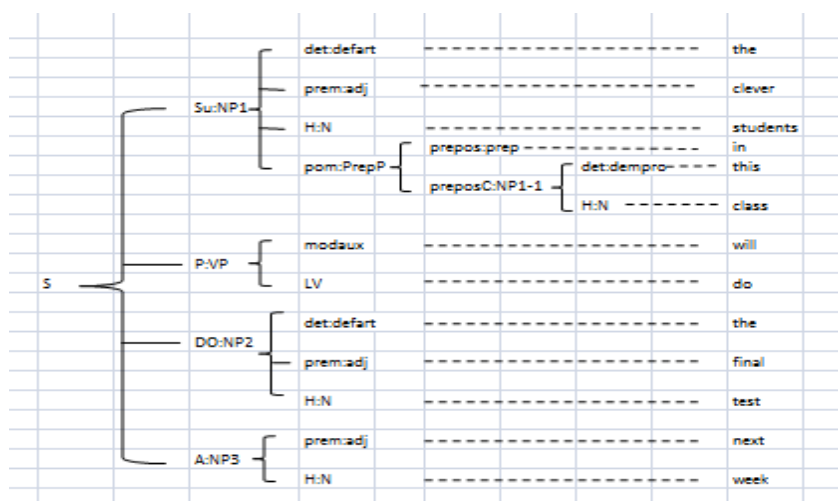 det:defart the
prem:adj clever
Su:NP1
H:N students
prepos:prep in
pom:PrepP det:dempro this
preposC:NP1-1
H:N class
modaux will
P:VP
S LV do
det:defart the
DO:NP2
prem:adj final
H:N test
prem:adj next
A:NP3
H:N week